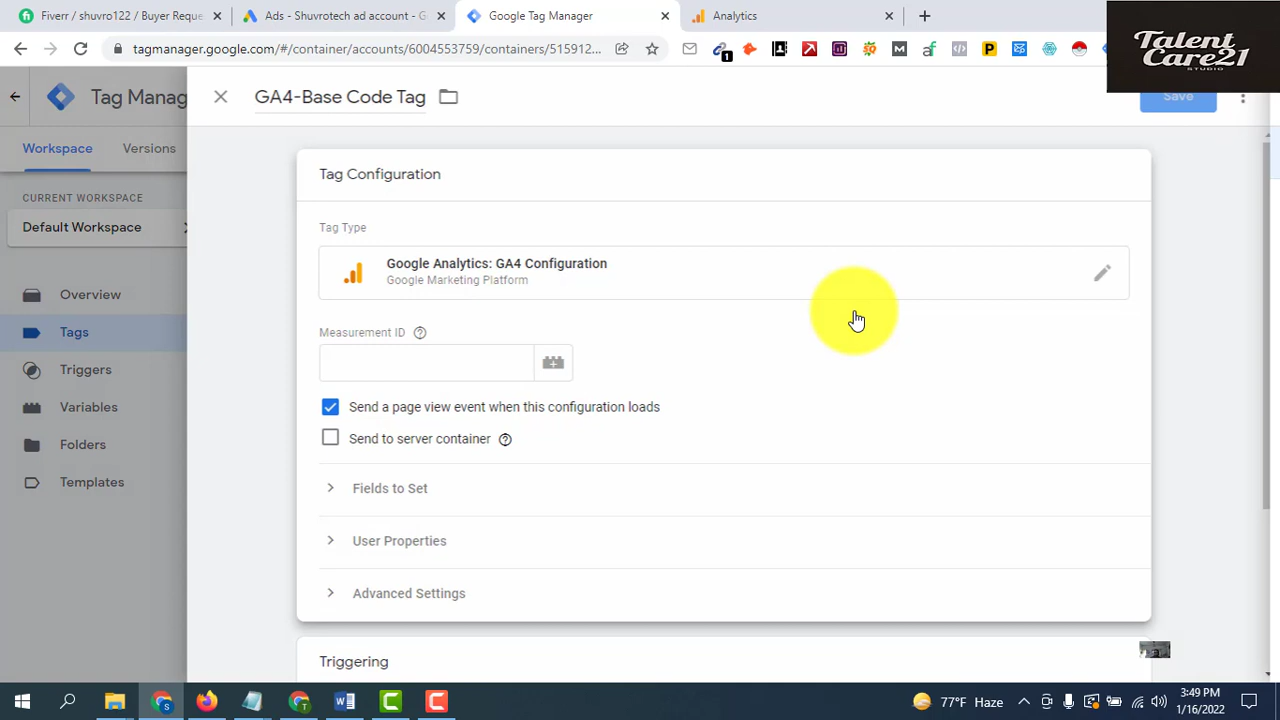 Fiverr / shuvro122 / Buyer Reque
Ads - Shuvrotech ad account - G
Google Tag Manager
Analytics
tagmanager.google.com/#/container/accounts/6004553759/containers/515912...
Talent
Care21
STUDIO
Tag Mana
GA4-Base Code Tag
Save
Workspace
Versions
Tag Configuration
CURRENT WORKSPACE
Default Workspace
Tag Type
Google Analytics: GA4 Configuration
Google Marketing Platform
Overview
Tags
Measurement ID
Triggers
Variables
Send a page view event when this configuration loads
Folders
Send to server container
Templates
Fields to Set
User Properties
Advanced Settings
Triggering
77°F Haze
3:49 PM
1/16/2022